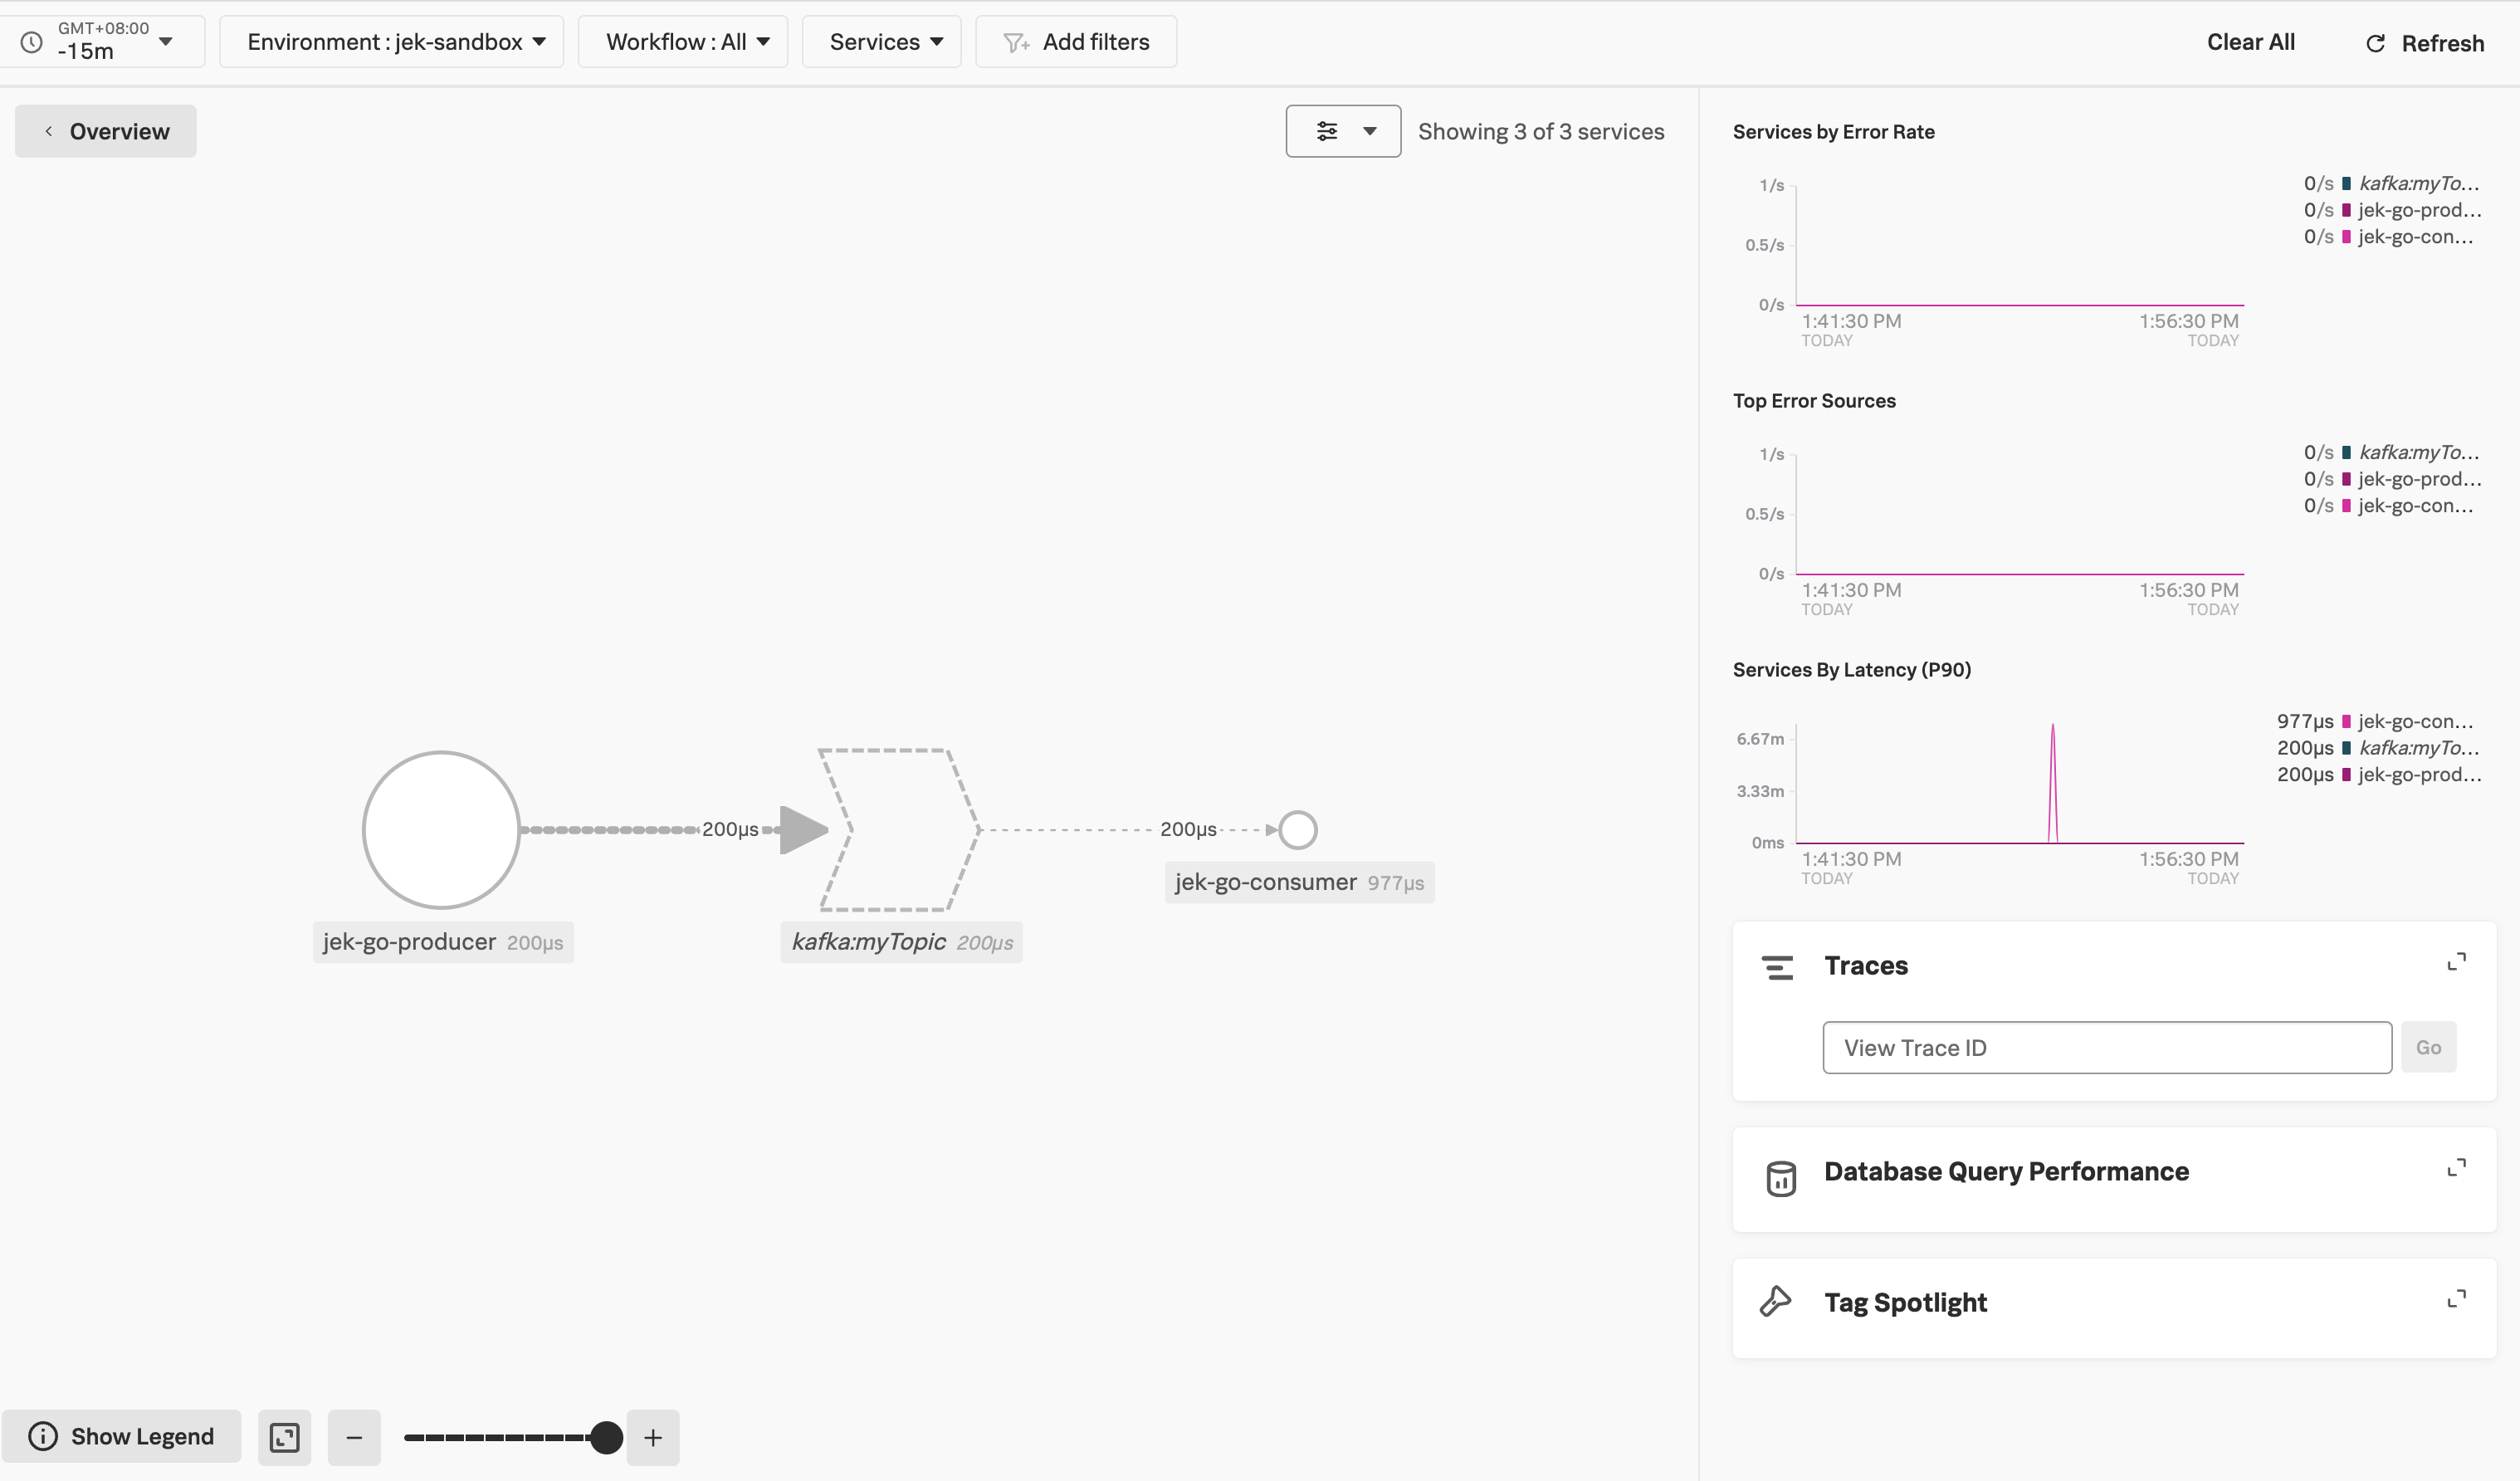 GMT+08:00
-15m
Environment : jek-sandbox
Workflow : All
Services
Add filters
Clear All
Refresh
Overview
Showing 3 of 3 services
200µs
200µs
jek-go-consumer 977µs
jek-go-producer 200µs
kafka:myTopic 200µs
Show Legend
Services by Error Rate
1/s
0.5/s
0/s
1:41:30 PM
TODAY
1:56:30 PM
TODAY
0/s kafka:myTo...
0/s jek-go-prod...
0/s jek-go-con...
Top Error Sources
1/s
0.5/s
0/s
1:41:30 PM
TODAY
1:56:30 PM
TODAY
0/s kafka:myTo...
0/s jek-go-prod...
0/s jek-go-con...
Services By Latency (P90)
6.67m
3.33m
0ms
1:41:30 PM
TODAY
1:56:30 PM
TODAY
977µs jek-go-con...
200µs kafka:myTo...
200µs jek-go-prod...
Traces
View Trace ID
Go
Database Query Performance
Tag Spotlight